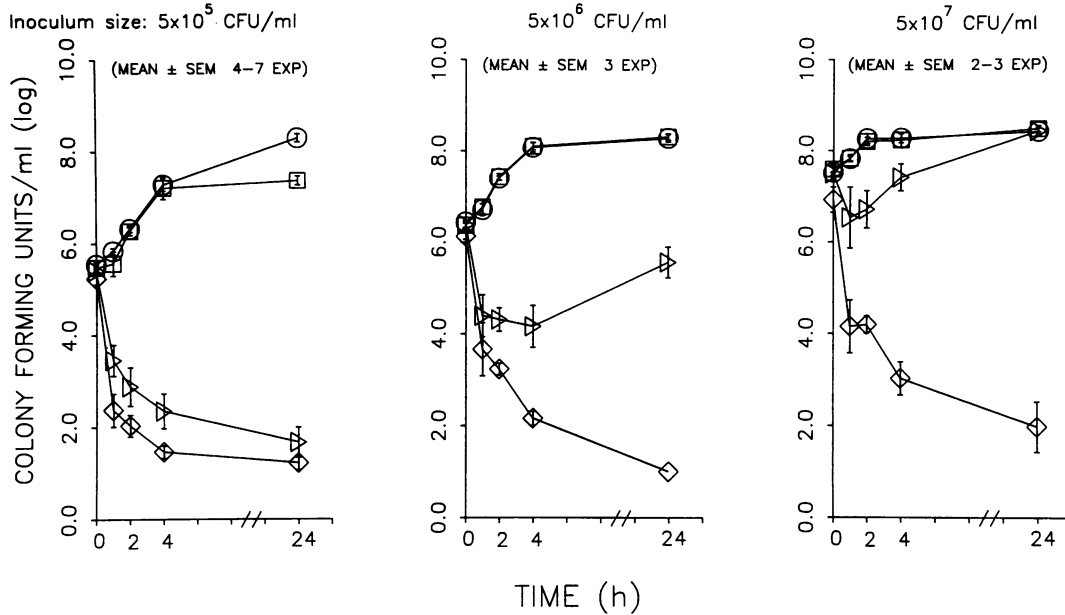 Inoculum size: 5x10^5 CFU/ml
5x10^6 CFU/ml
5x10^7 CFU/ml
(MEAN ± SEM 4-7 EXP)
(MEAN ± SEM 3 EXP)
(MEAN ± SEM 2-3 EXP)
COLONY FORMING UNITS/ml (log)
10.0
8.0
6.0
4.0
2.0
0.0
10.0
8.0
6.0
4.0
2.0
0.0
10.0
8.0
6.0
4.0
2.0
0.0
0 2 4 24
0 2 4 24
0 2 4 24
TIME (h)